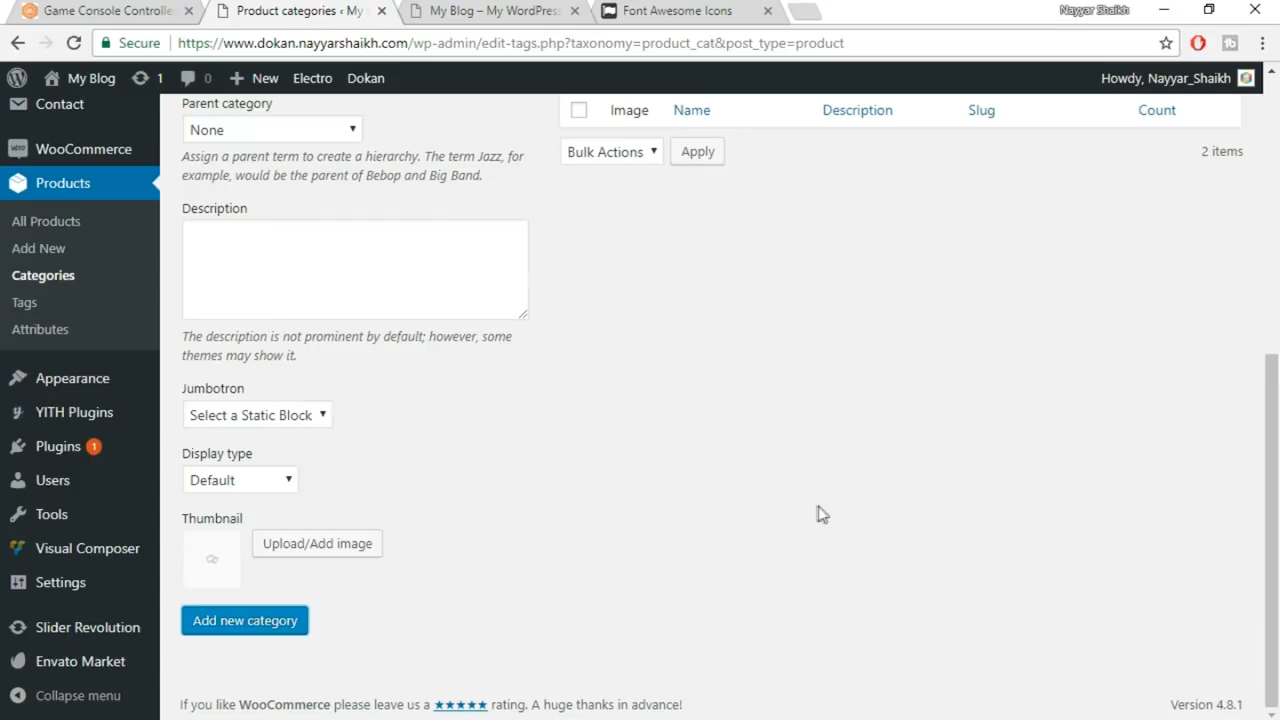 Game Console Controlle
Product categories ‹ My
My Blog – My WordPress
Font Awesome Icons
Nayyar Shaikh
Secure
https://www.dokan.nayyarshaikh.com/wp-admin/edit-tags.php?taxonomy=product_cat&post_type=product
My Blog
1
0
New
Electro
Dokan
Howdy, Nayyar_Shaikh
Contact
WooCommerce
Products
All Products
Add New
Categories
Tags
Attributes
Appearance
YITH Plugins
Plugins 1
Users
Tools
Visual Composer
Settings
Slider Revolution
Envato Market
Collapse menu
Parent category
None
Assign a parent term to create a hierarchy. The term Jazz, for
example, would be the parent of Bebop and Big Band.
Description
The description is not prominent by default; however, some
themes may show it.
Jumbotron
Select a Static Block
Display type
Default
Thumbnail
Upload/Add image
Add new category
Image
Name
Description
Slug
Count
Bulk Actions
Apply
2 items
If you like WooCommerce please leave us a ★★★★★ rating. A huge thanks in advance!
Version 4.8.1